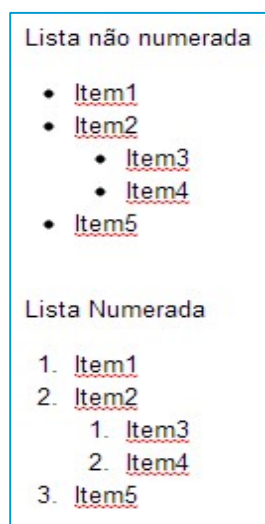 Lista não numerada
• Item1
• Item2
• Item3
• Item4
• Item5
Lista Numerada
1. Item1
2. Item2
1. Item3
2. Item4
3. Item5